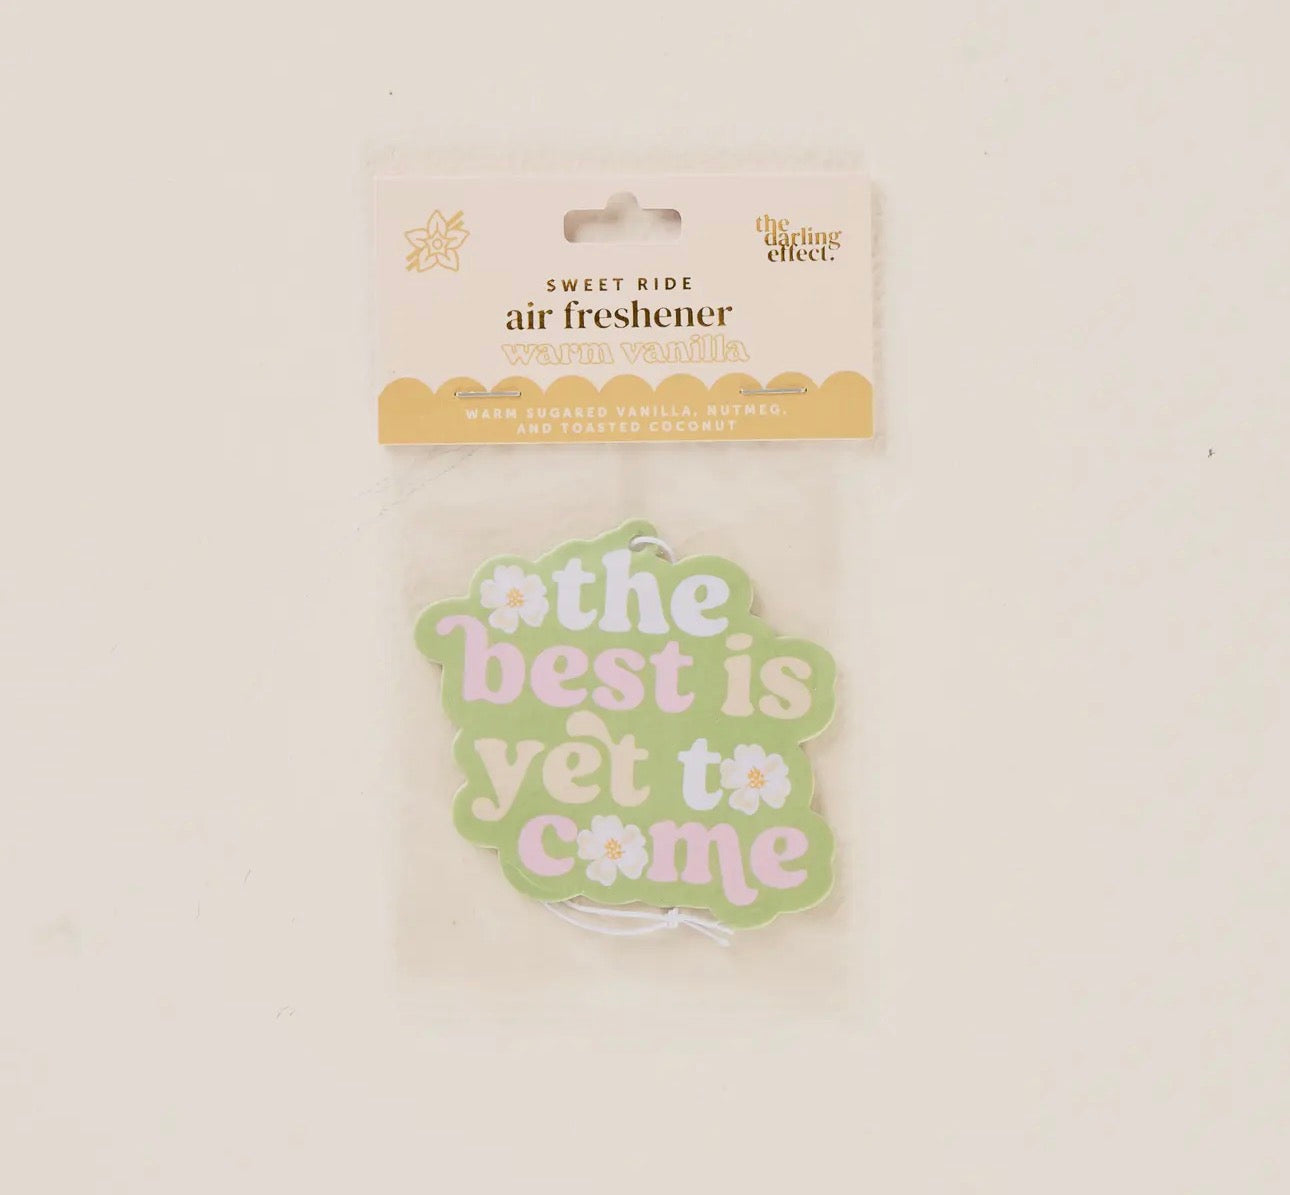 the
darling
effect.
SWEET RIDE
air freshener
warm vanilla
WARM SUGARED VANILLA, NUTMEG,
AND TOASTED COCONUT
the
best is
yet to
come